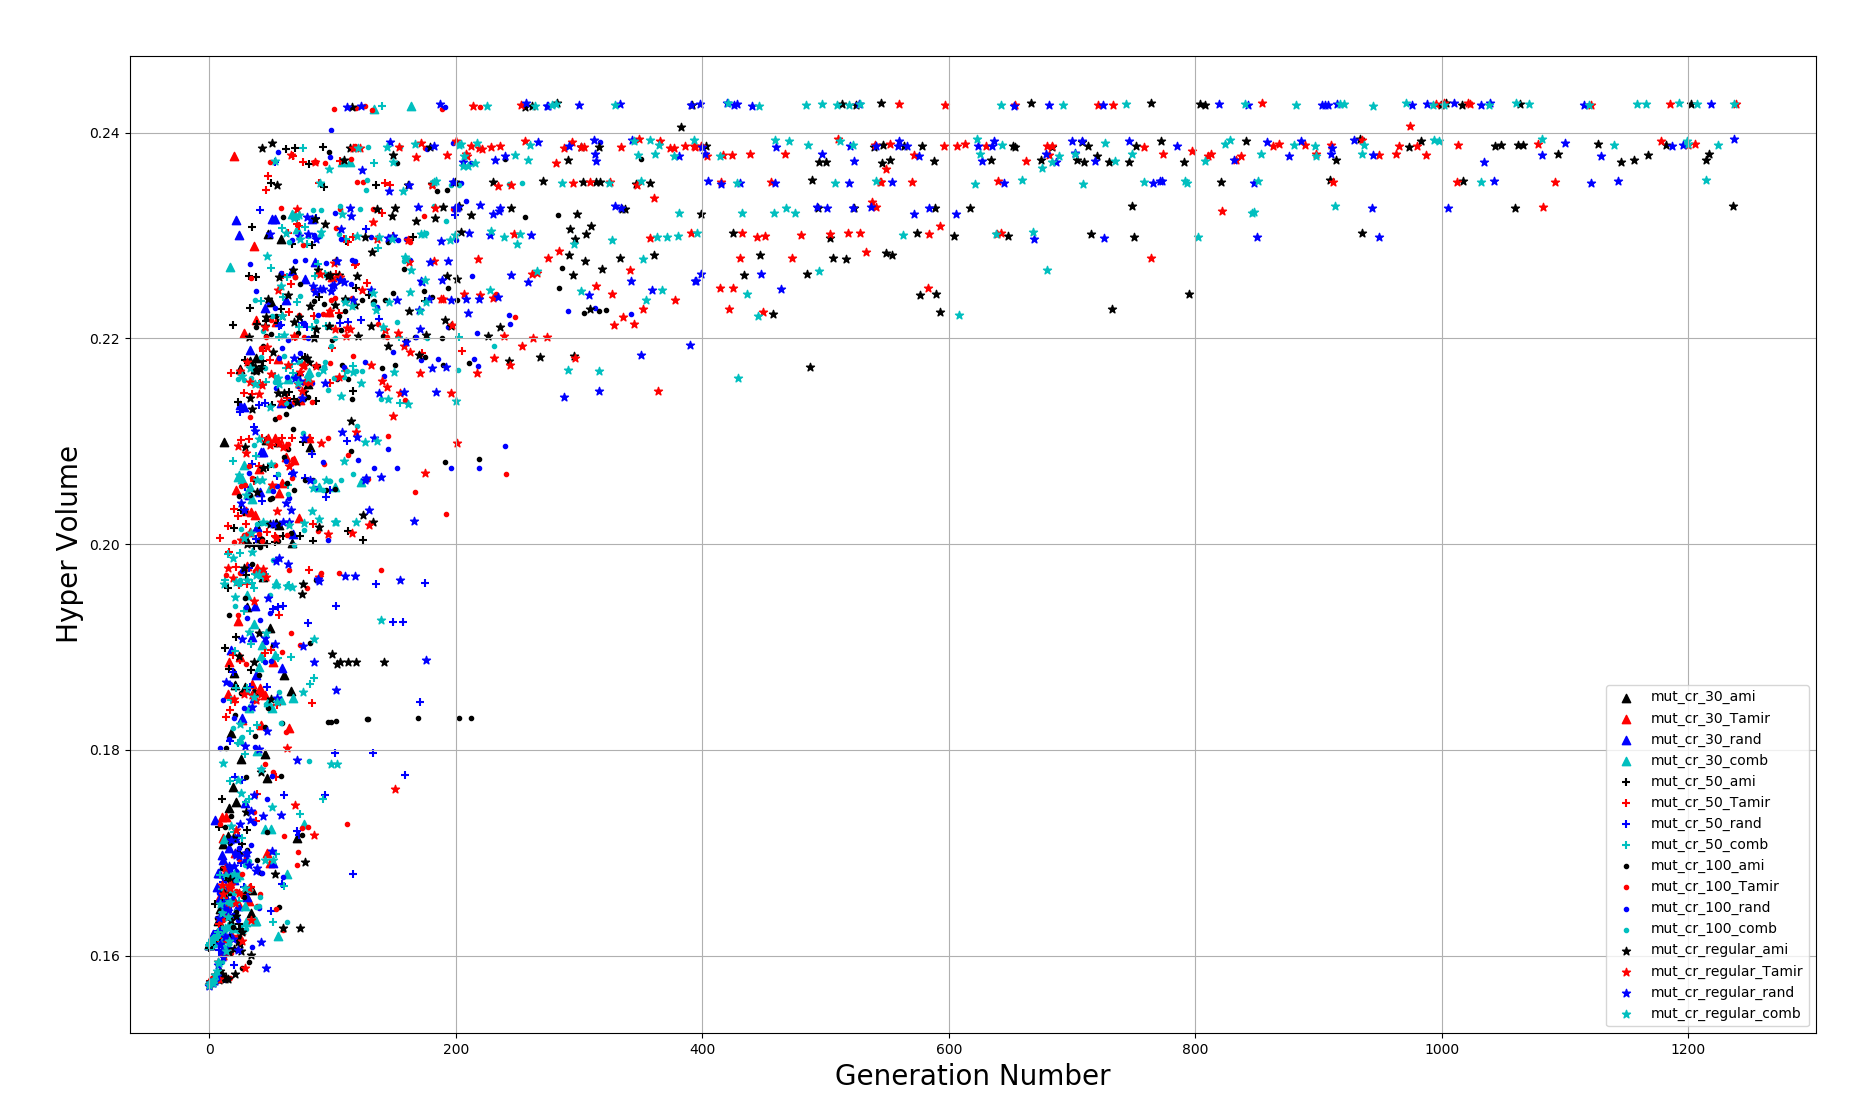 Hyper Volume
0.24
0.22
0.20
0.18
0.16
0
200
400
600
800
1000
1200
Generation Number
mut_cr_30_ami
mut_cr_30_Tamir
mut_cr_30_rand
mut_cr_30_comb
mut_cr_50_ami
mut_cr_50_Tamir
mut_cr_50_rand
mut_cr_50_comb
mut_cr_100_ami
mut_cr_100_Tamir
mut_cr_100_rand
mut_cr_100_comb
mut_cr_regular_ami
mut_cr_regular_Tamir
mut_cr_regular_rand
mut_cr_regular_comb